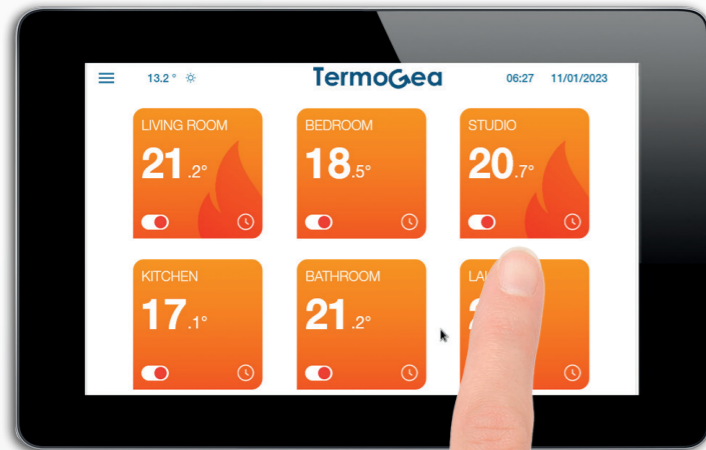 13.2 °
TermoGea
06:27 11/01/2023
LIVING ROOM
21.2°
BEDROOM
18.5°
STUDIO
20.7°
KITCHEN
17.1°
BATHROOM
21.2°